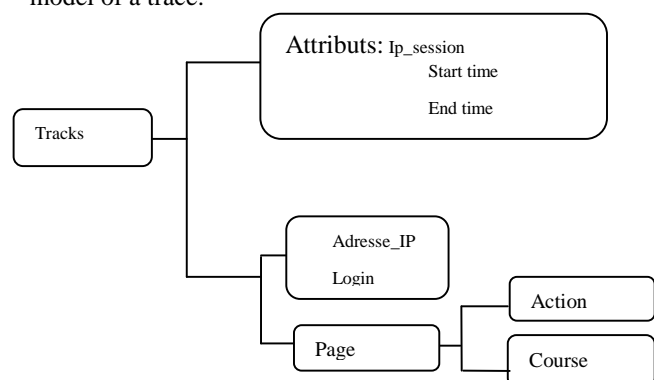 model of a trace.
Attributs: Ip_session
Start time
End time
Tracks
Adresse_IP
Login
Page
Action
Course